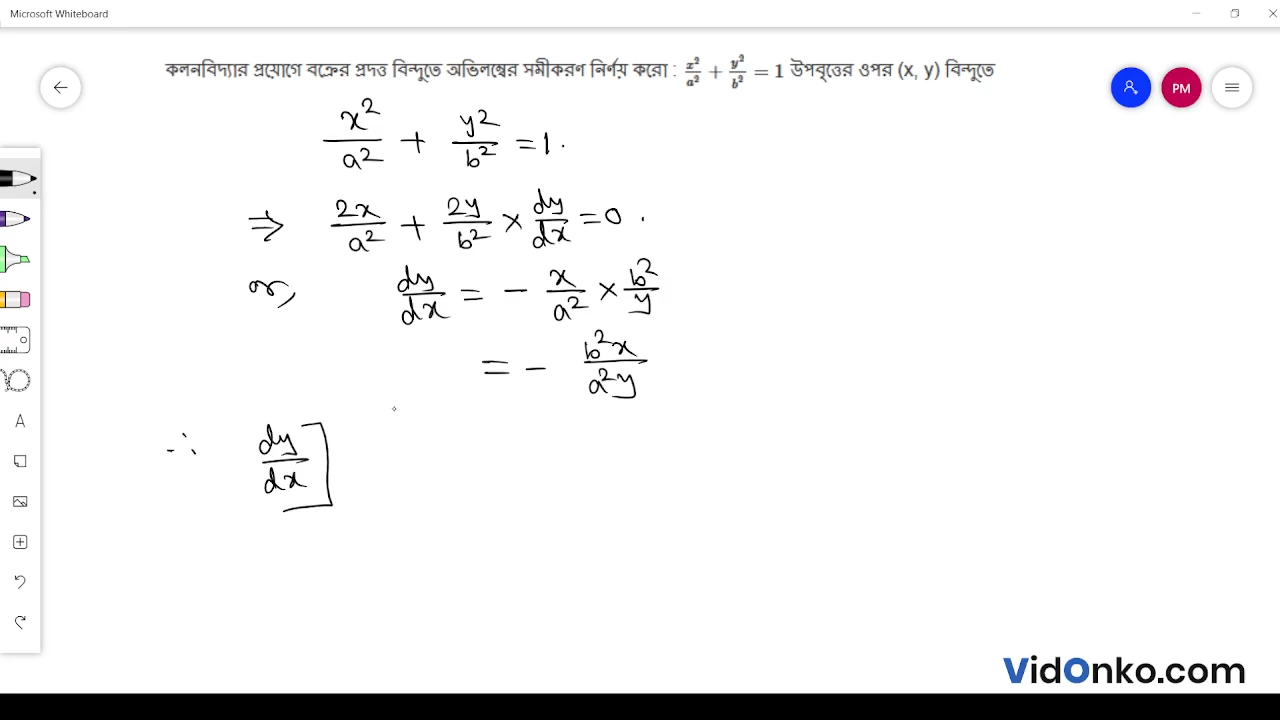 Microsoft Whiteboard
কলনবিদ্যার প্রয়োগে বক্রের প্রদত্ত বিন্দুতে অভিলম্বের সমীকরণ নির্ণয় করো : x²/a² + y²/b² = 1 উপবৃত্তের ওপর (x, y) বিন্দুতে
PM
x²/a² + y²/b² = 1.
⇒ 2x/a² + 2y/b² × dy/dx = 0.
or, dy/dx = - x/a² × b²/y
= - b²x/a²y
A
∴ dy/dx]
VidOnko.com